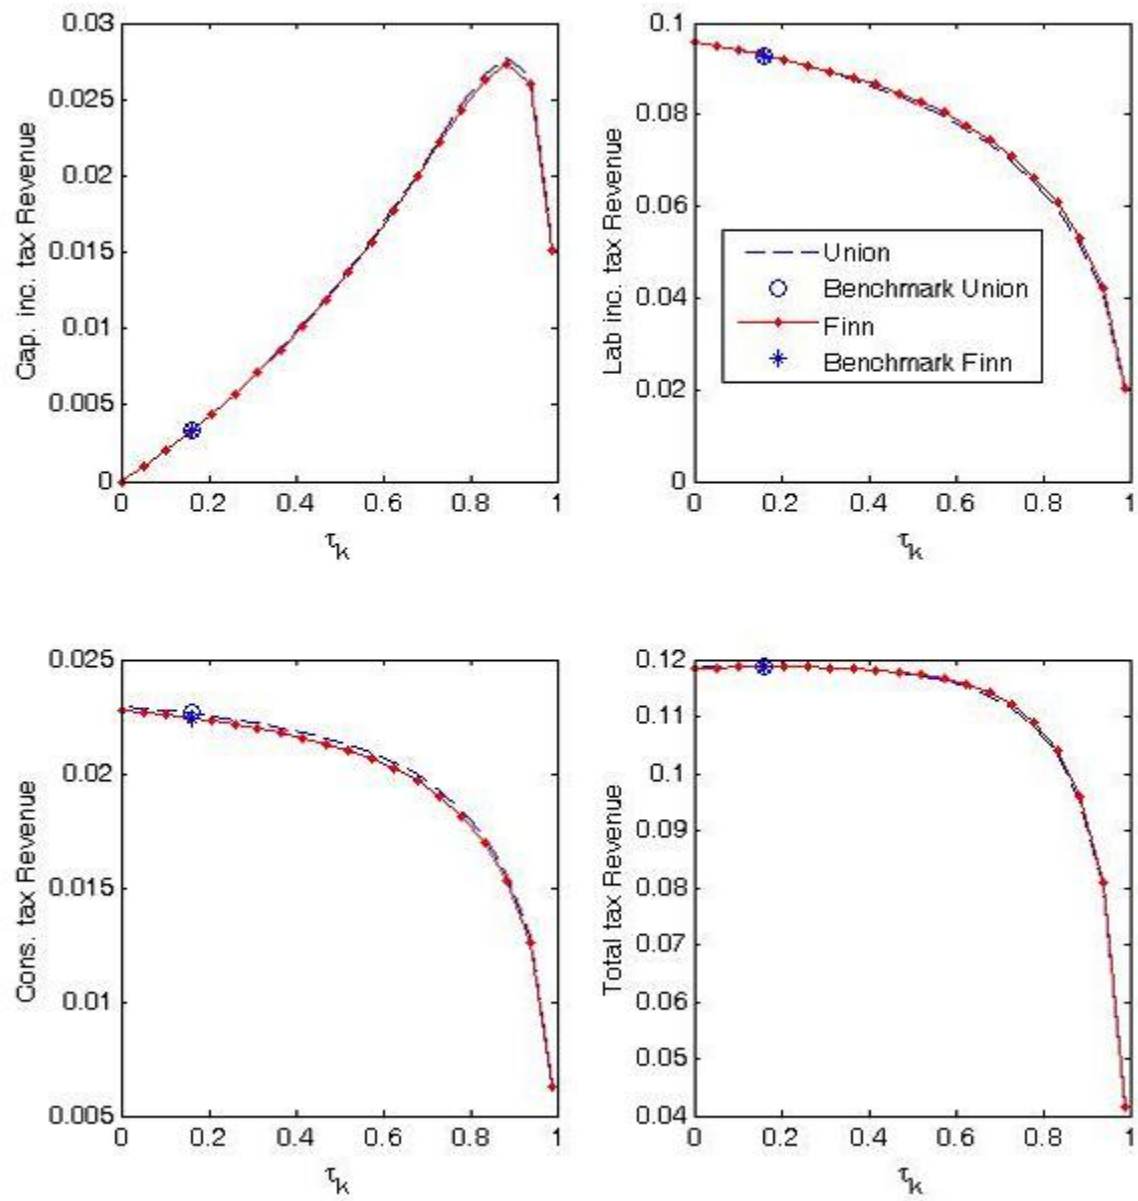 0.03
0.025
0.02
0.015
0.01
0.005
0
Cap. inc. tax Revenue
0 0.2 0.4 0.6 0.8 1
τk
0.1
0.08
0.06
0.04
0.02
0
Lab inc. tax Revenue
Union
Benchmark Union
Finn
Benchmark Finn
0 0.2 0.4 0.6 0.8 1
τk
0.025
0.02
0.015
0.01
0.005
Cons. tax Revenue
0 0.2 0.4 0.6 0.8 1
τk
0.12
0.11
0.1
0.09
0.08
0.07
0.06
0.05
0.04
Total tax Revenue
0 0.2 0.4 0.6 0.8 1
τk